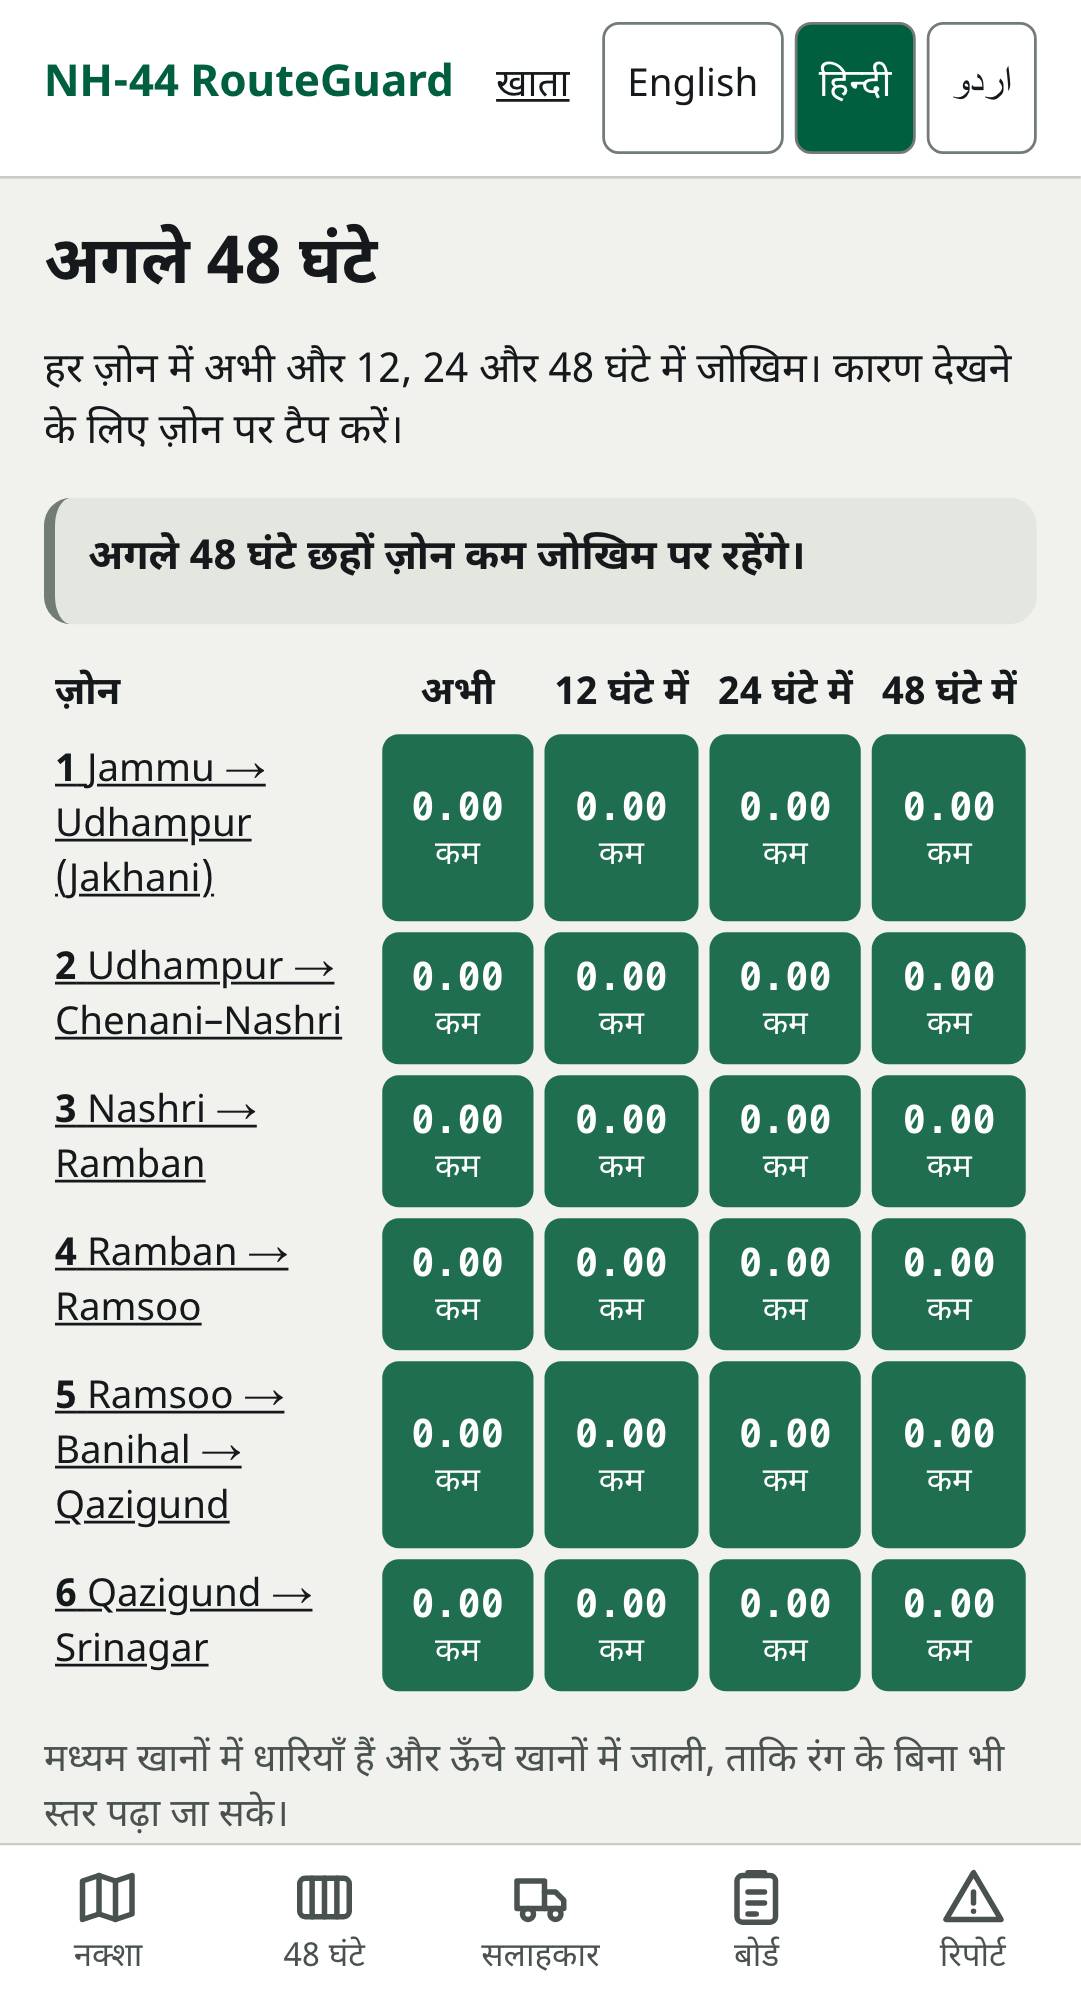 NH-44 RouteGuard खाता English हिन्दी اردو
अगले 48 घंटे
हर ज़ोन में अभी और 12, 24 और 48 घंटे में जोखिम। कारण देखने
के लिए ज़ोन पर टैप करें।
अगले 48 घंटे छहों ज़ोन कम जोखिम पर रहेंगे।
ज़ोन अभी 12 घंटे में 24 घंटे में 48 घंटे में
1 Jammu →
Udhampur
(Jakhani)
0.00 0.00 0.00 0.00
कम कम कम कम
2 Udhampur →
Chenani–Nashri
0.00 0.00 0.00 0.00
कम कम कम कम
3 Nashri →
Ramban
0.00 0.00 0.00 0.00
कम कम कम कम
4 Ramban →
Ramsoo
0.00 0.00 0.00 0.00
कम कम कम कम
5 Ramsoo →
Banihal →
Qazigund
0.00 0.00 0.00 0.00
कम कम कम कम
6 Qazigund →
Srinagar
0.00 0.00 0.00 0.00
कम कम कम कम
मध्यम खानों में धारियाँ हैं और ऊँचे खानों में जाली, ताकि रंग के बिना भी
स्तर पढ़ा जा सके।
नक्शा 48 घंटे सलाहकार बोर्ड रिपोर्ट